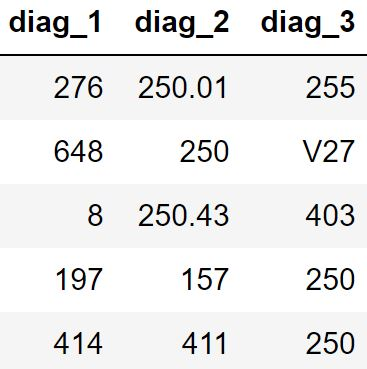 diag_1 diag_2 diag_3
276 250.01 255
648 250 V27
8 250.43 403
197 157 250
414 411 250